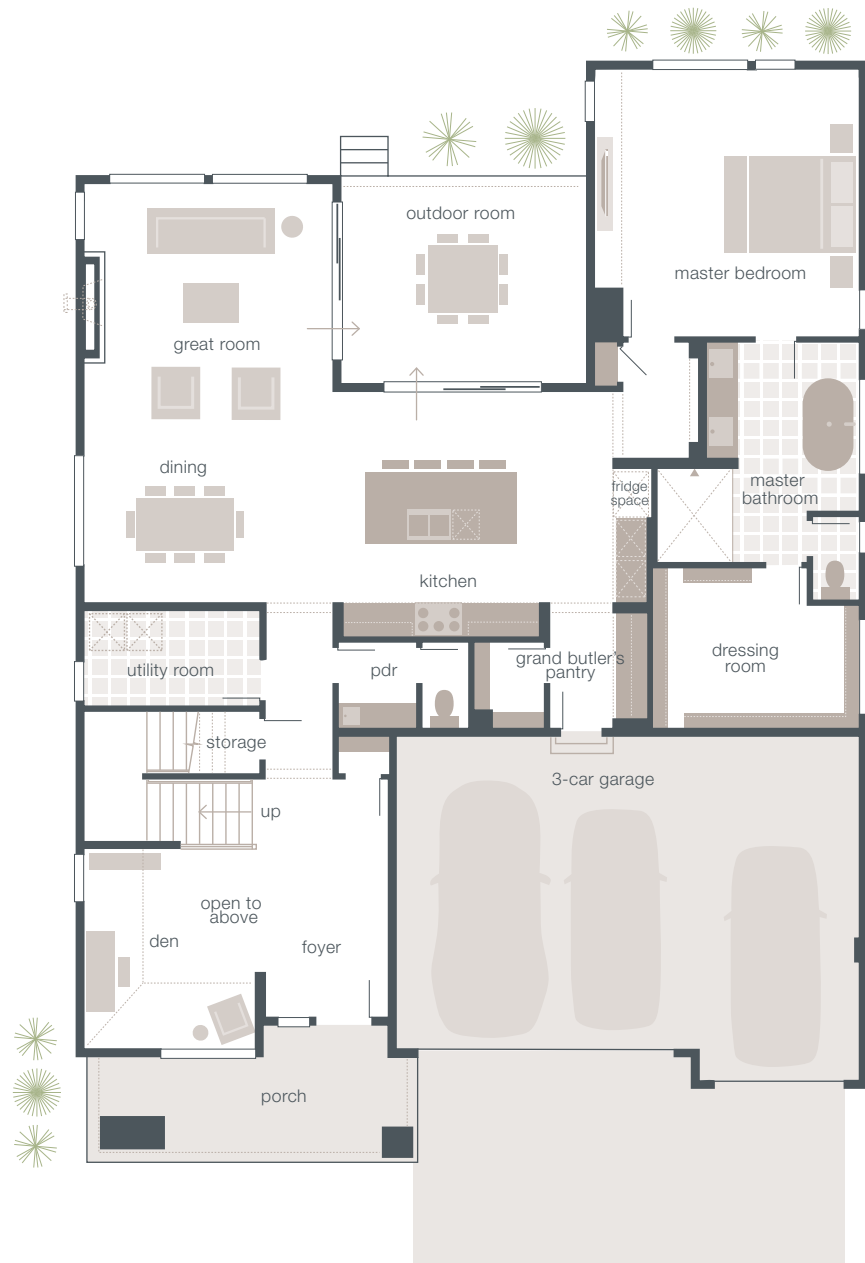 outdoor room
master bedroom
great room
dining
fridge
space
master
bathroom
kitchen
utility room
pdr
grand butler's
pantry
dressing
room
storage
3-car garage
up
open to
above
den
foyer
porch